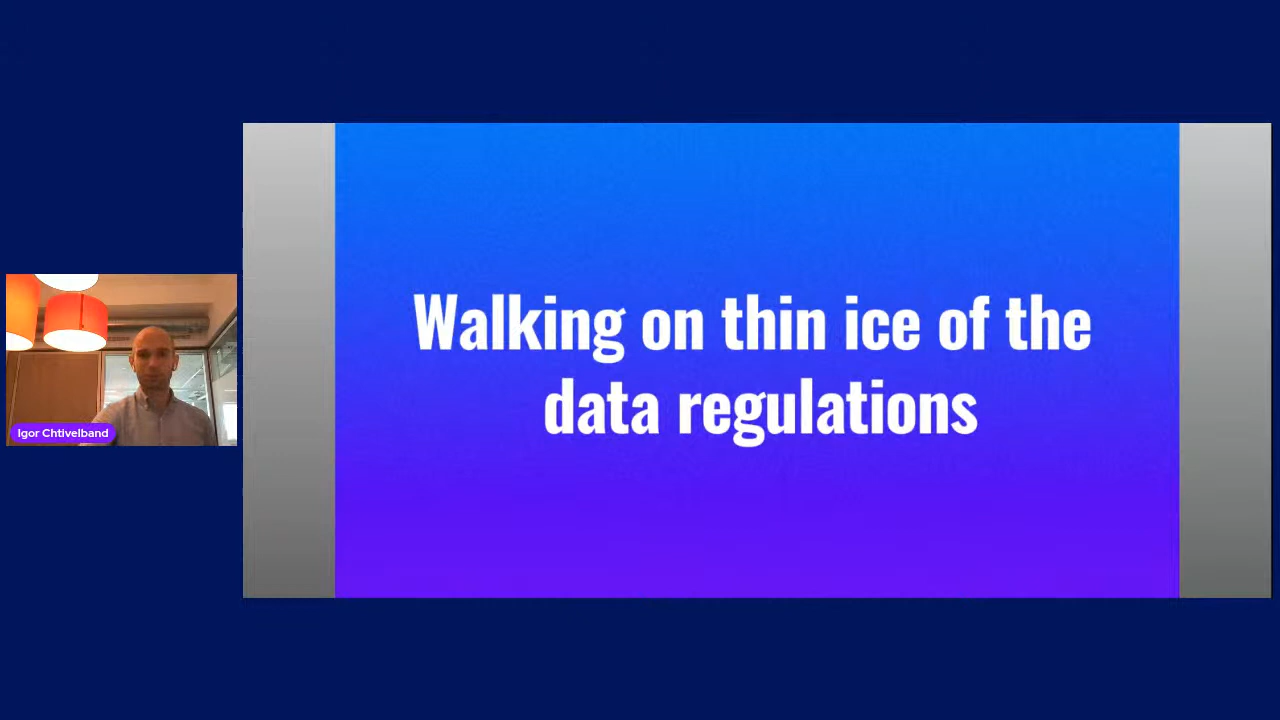 Walking on thin ice of the
data regulations
Igor Chtivelband